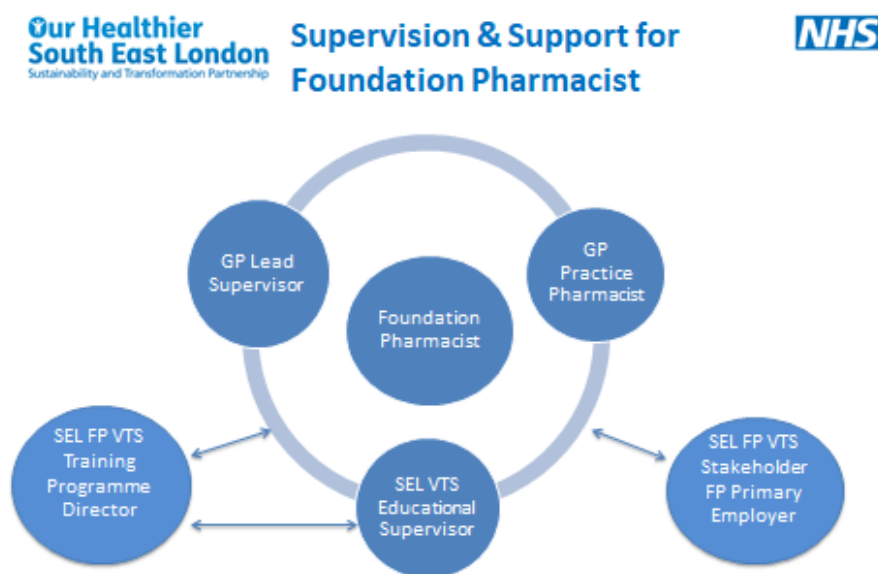 Our Healthier
South East London
Sustainability and Transformation Partnership
Supervision & Support for
Foundation Pharmacist
NHS
GP Lead
Supervisor
GP
Practice
Pharmacist
Foundation
Pharmacist
SEL FP VTS
Training
Programme
Director
SEL VTS
Educational
Supervisor
SEL FP VTS
Stakeholder
FP Primary
Employer